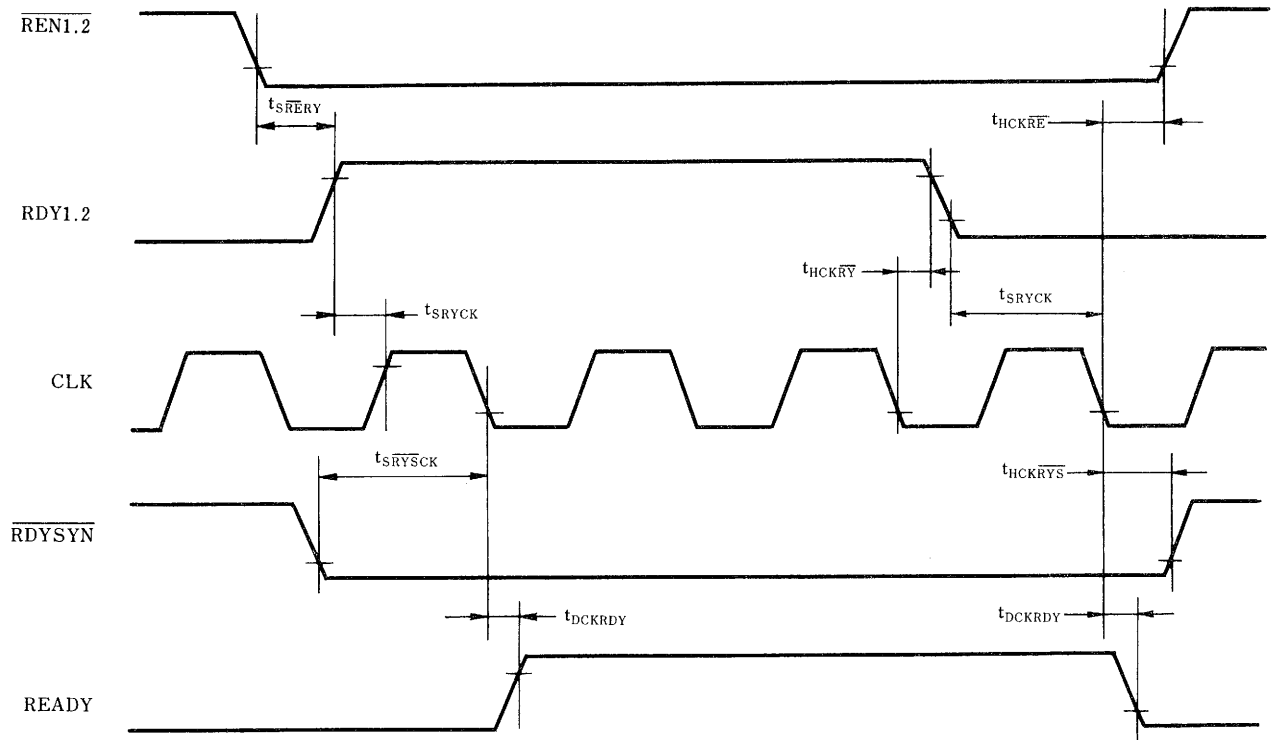 REN1.2
tSRERY
tHCKRE
RDY1.2
tHCKRY
tSRYCK
tSRYCK
CLK
tSRYSCK
tHCKRYS
RDYSYN
tDCKRDY
tDCKRDY
READY